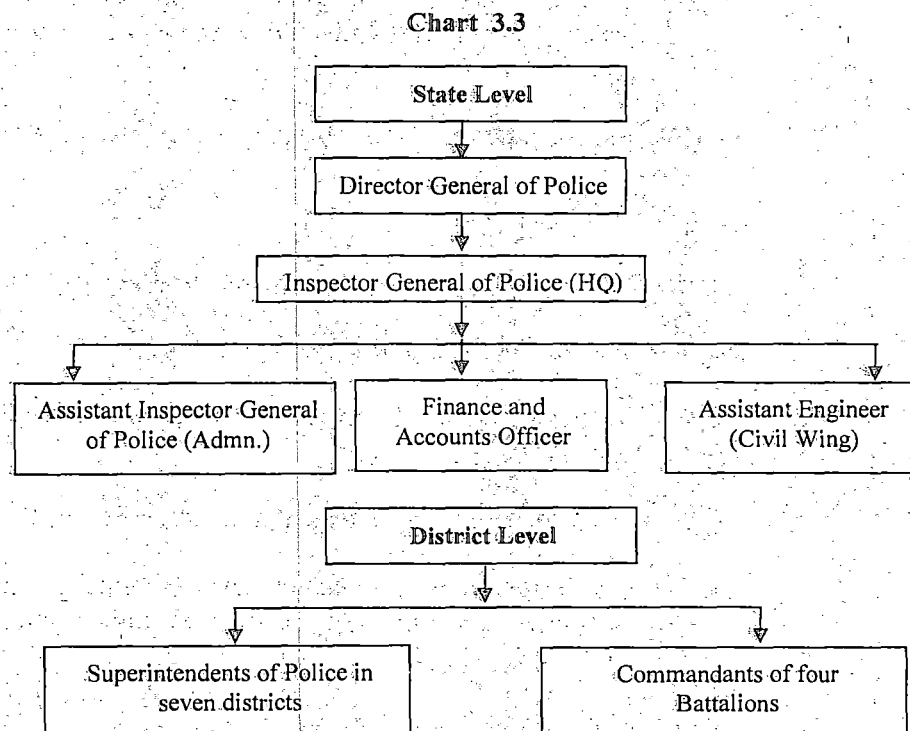 Chart 3.3
State Level
Director General of Police
Inspector General of Police (HQ)
Assistant Inspector General
of Police (Admn.)
Finance and
Accounts Officer
Assistant Engineer
(Civil Wing)
District Level
Superintendents of Police in
seven districts
Commandants of four
Battalions